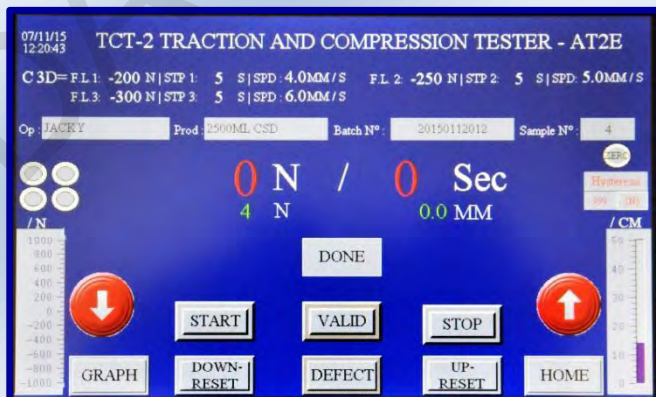 07/11/15
12:20:43
TCT-2 TRACTION AND COMPRESSION TESTER - AT2E
C 3D= F.L 1: -200 N | STP 1: 5 S | SPD : 4.0MM / S F.L 2: -250 N | STP 2: 5 S | SPD: 5.0MM / S
F.L 3: -300 N | STP 3: 5 S | SPD : 6.0MM / S
Op : JACKY Prod : 2500ML CSD Batch Nº : 20150112012 Sample Nº : 4
ZERO
0 N / 0 Sec
Hysteresis
4 N 0.0 MM
(N)
/ N / CM
1000
800
600
400
200
0
-200
-400
-600
-800
-1000
50
40
30
20
10
0
DONE
START VALID STOP
GRAPH DOWN-RESET DEFECT UP-RESET HOME